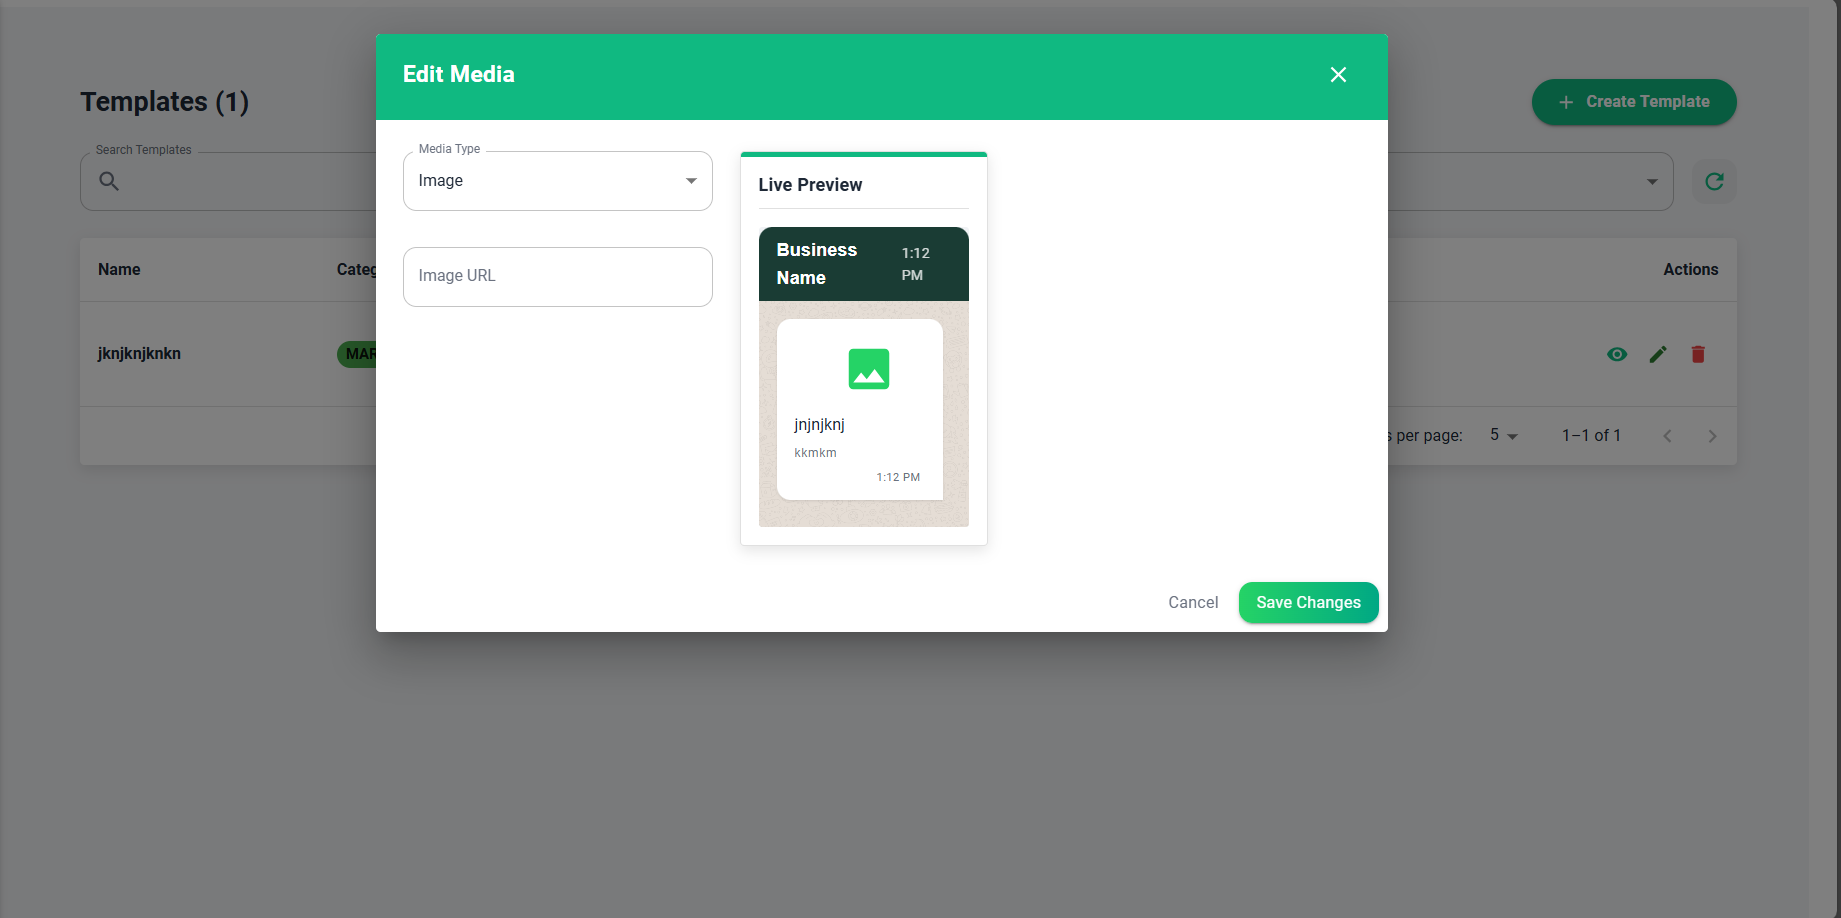 Edit Media
Templates (1)
Create Template
Search Templates
Media Type
Image
Image URL
Live Preview
Business
Name
1:12
PM
jnjnjknj
kkmkm
1:12 PM
Name
Categ
Actions
jknjknjknkn
MAR
s per page:
5
1–1 of 1
Cancel
Save Changes